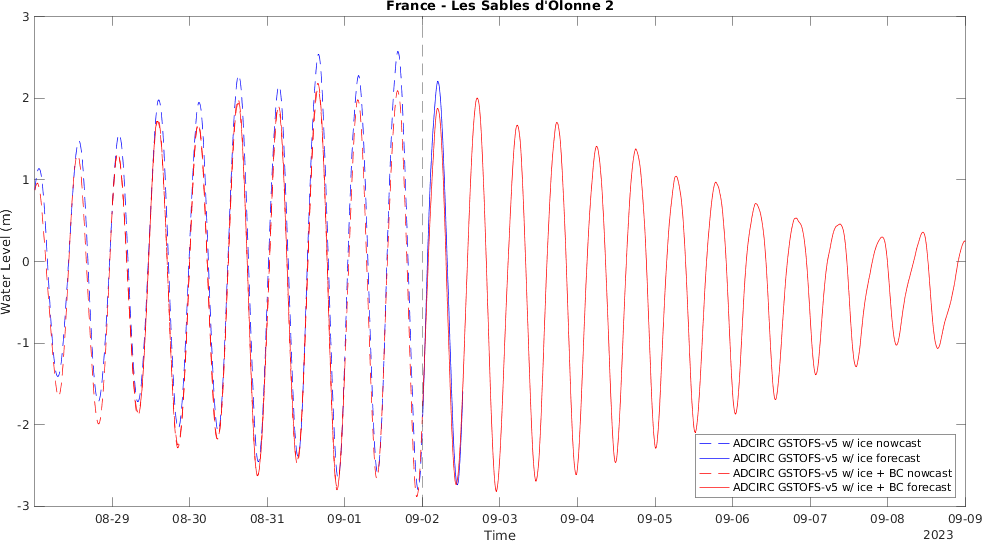 France - Les Sables d'Olonne 2
Water Level (m)
3
2
1
0
-1
-2
-3
ADCIRC GSTOFS-v5 w/ ice nowcast
ADCIRC GSTOFS-v5 w/ ice forecast
ADCIRC GSTOFS-v5 w/ ice + BC nowcast
ADCIRC GSTOFS-v5 w/ ice + BC forecast
08-29 08-30 08-31 09-01 09-02 09-03 09-04 09-05 09-06 09-07 09-08 09-09
Time
2023